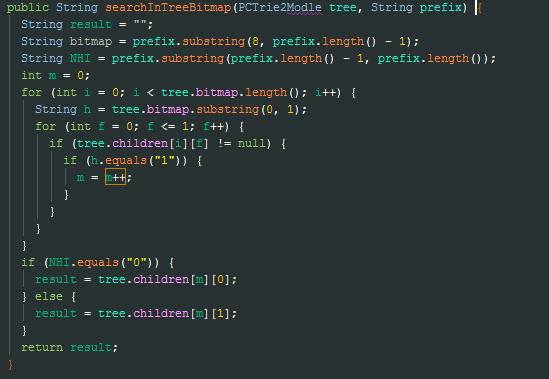 public String searchInTreeBitmap(PCTrie2Modle tree, String prefix) {
String result = "";
String bitmap = prefix.substring(8, prefix.length() - 1);
String NHI = prefix.substring(prefix.length() - 1, prefix.length());
int m = 0;
for (int i = 0; i < tree.bitmap.length(); i++) {
String h = tree.bitmap.substring(0, 1);
for (int f = 0; f <= 1; f++) {
if (tree.children[i][f] != null) {
if (h.equals("1")) {
m = m++;
}
}
}
}
if (NHI.equals("0")) {
result = tree.children[m][0];
} else {
result = tree.children[m][1];
}
return result;
}